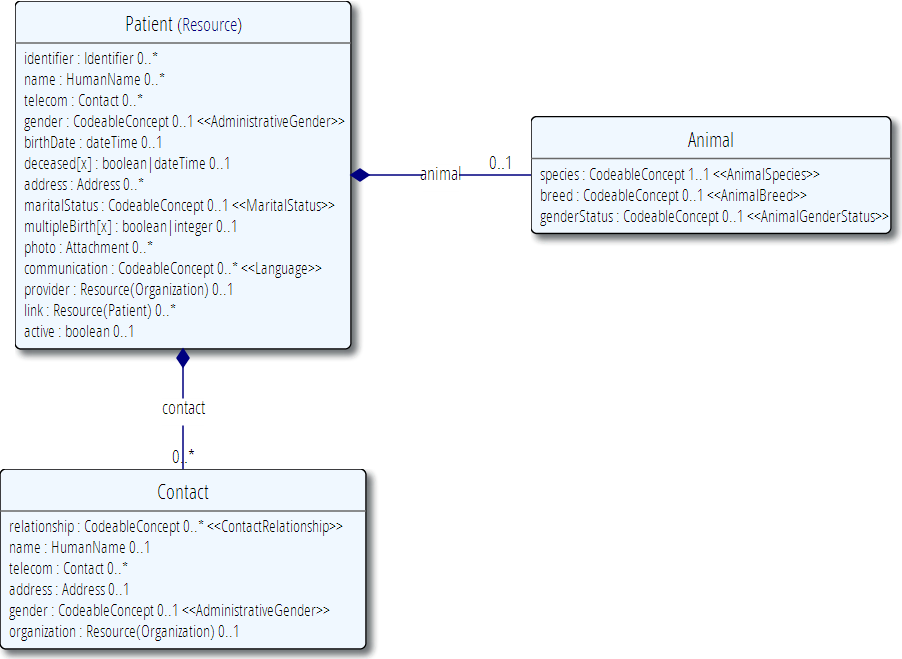 Patient (Resource)
identifier : Identifier 0..*
name : HumanName 0..*
telecom : Contact 0..*
gender : CodeableConcept 0..1 <<AdministrativeGender>>
birthDate : dateTime 0..1
deceased[x] : boolean|dateTime 0..1
address : Address 0..*
maritalStatus : CodeableConcept 0..1 <<MaritalStatus>>
multipleBirth[x] : boolean|integer 0..1
photo : Attachment 0..*
communication : CodeableConcept 0..* <<Language>>
provider : Resource(Organization) 0..1
link : Resource(Patient) 0..*
active : boolean 0..1
animal
0..1
Animal
species : CodeableConcept 1..1 <<AnimalSpecies>>
breed : CodeableConcept 0..1 <<AnimalBreed>>
genderStatus : CodeableConcept 0..1 <<AnimalGenderStatus>>
contact
0..*
Contact
relationship : CodeableConcept 0..* <<ContactRelationship>>
name : HumanName 0..1
telecom : Contact 0..*
address : Address 0..1
gender : CodeableConcept 0..1 <<AdministrativeGender>>
organization : Resource(Organization) 0..1